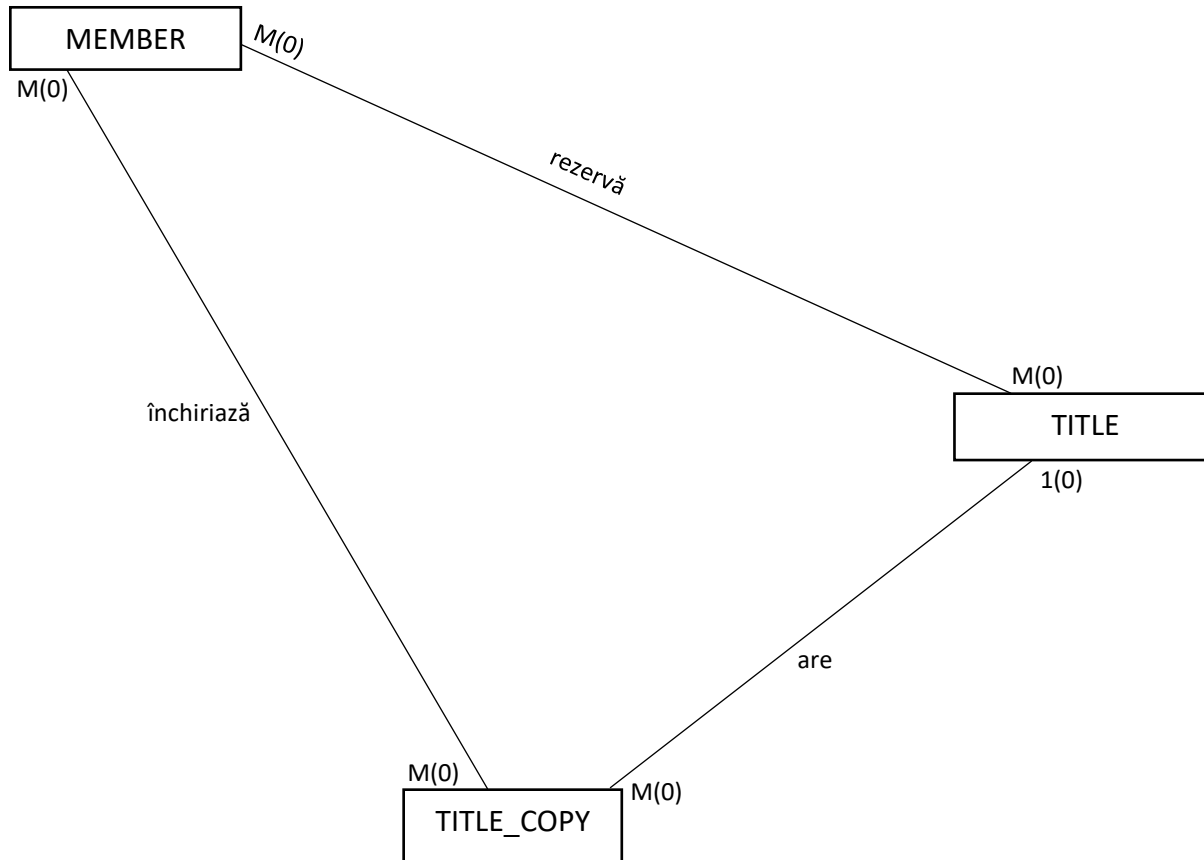 MEMBER
M(0)
M(0)
rezervă
M(0)
închiriază
TITLE
1(0)
are
M(0)
M(0)
TITLE_COPY